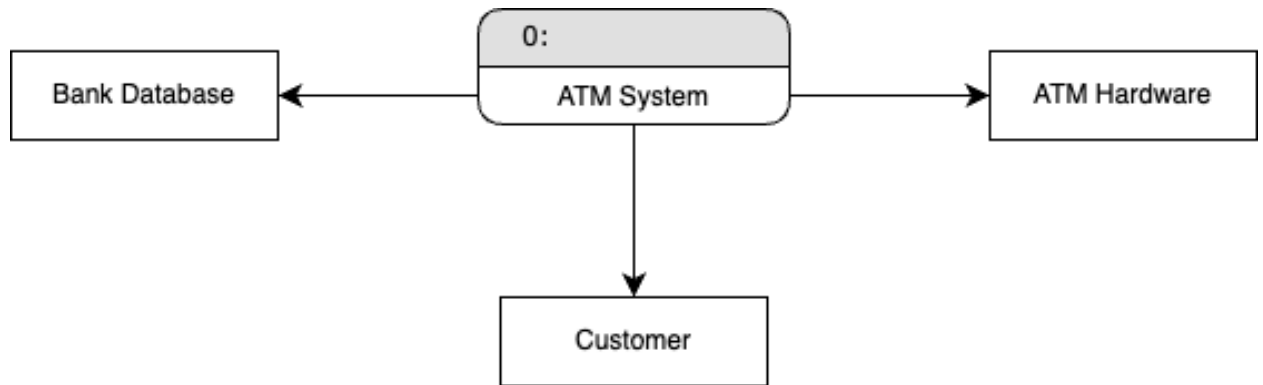 0:
Bank Database
ATM System
ATM Hardware
Customer